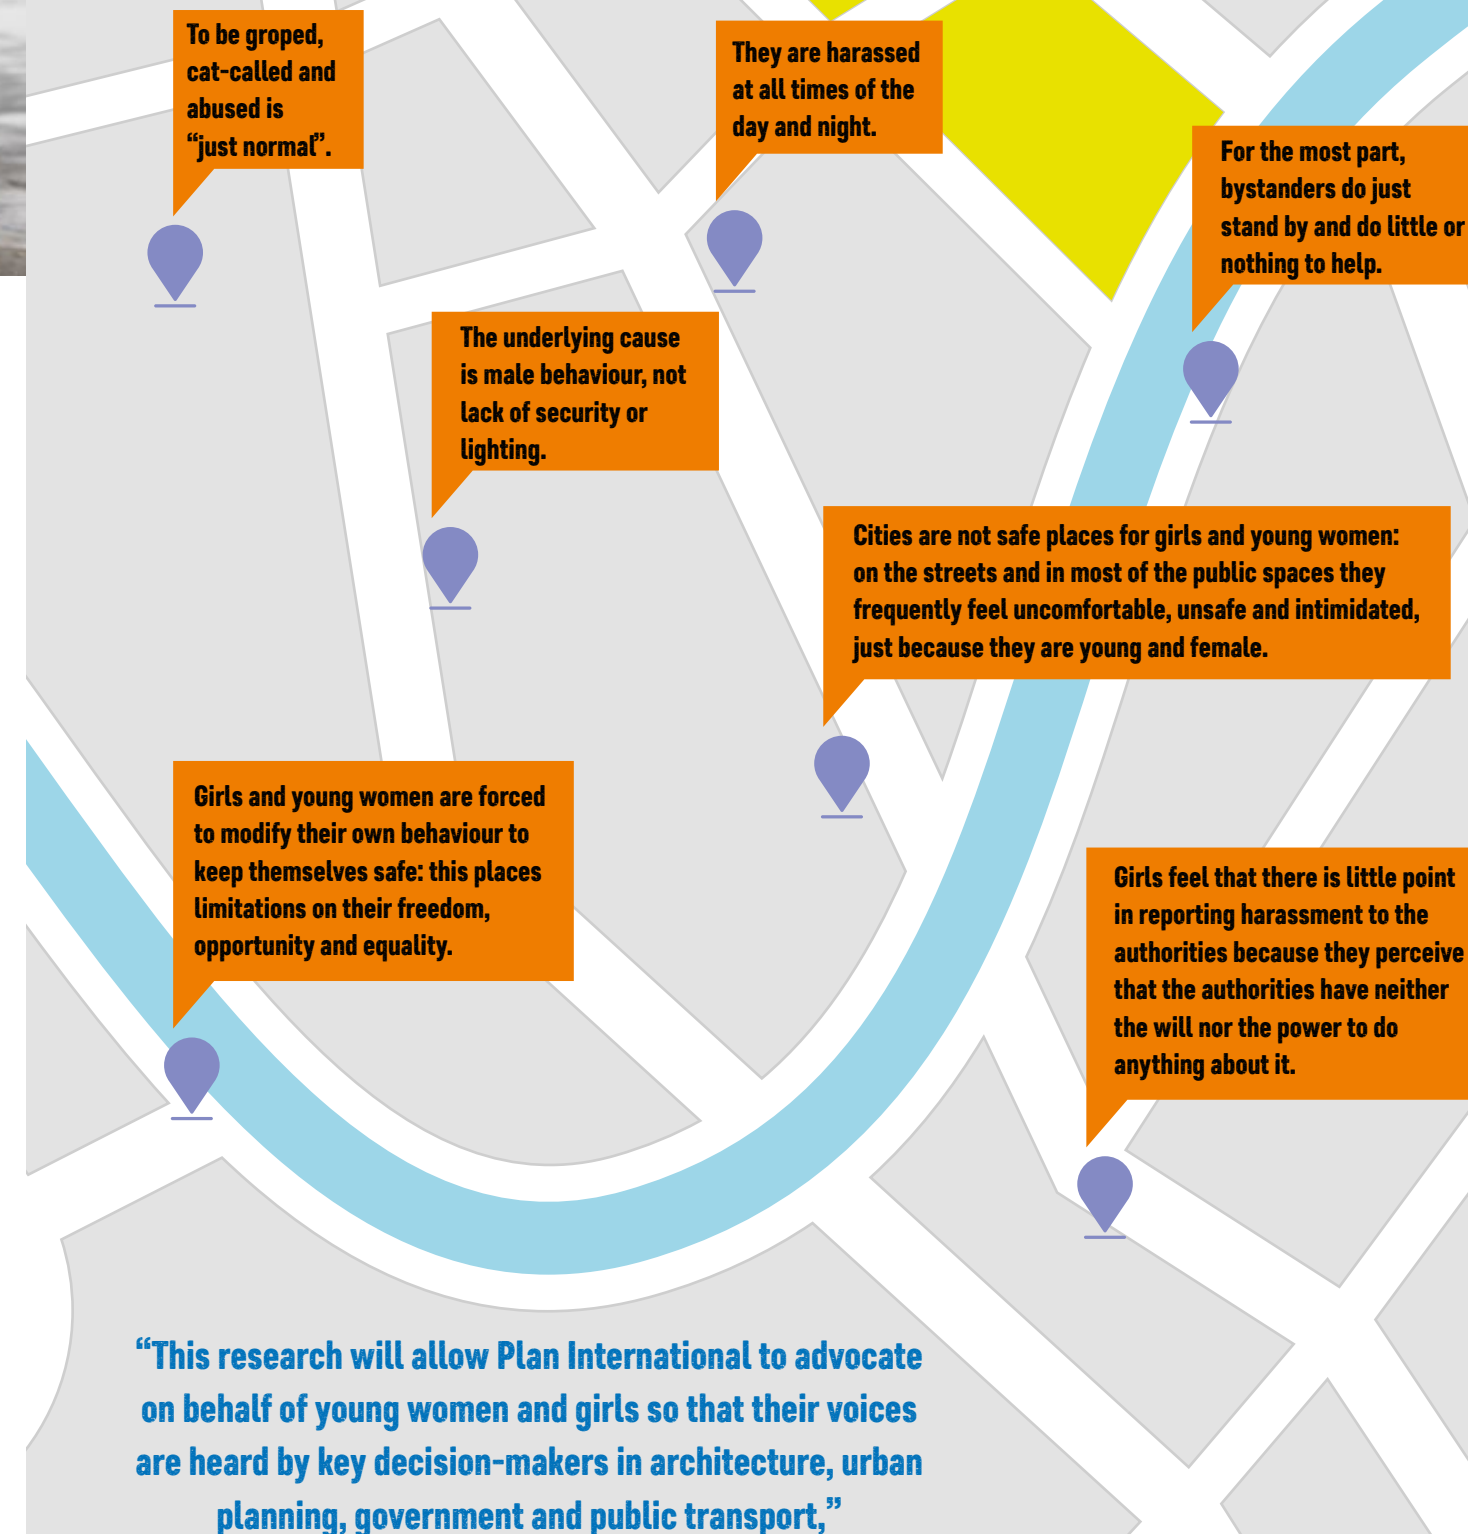 To be groped,
cat-called and
abused is
“just normal”.
They are harassed
at all times of the
day and night.
For the most part,
bystanders do just
stand by and do little or
nothing to help.
The underlying cause
is male behaviour, not
lack of security or
lighting.
Cities are not safe places for girls and young women:
on the streets and in most of the public spaces they
frequently feel uncomfortable, unsafe and intimidated,
just because they are young and female.
Girls and young women are forced
to modify their own behaviour to
keep themselves safe: this places
limitations on their freedom,
opportunity and equality.
Girls feel that there is little point
in reporting harassment to the
authorities because they perceive
that the authorities have neither
the will nor the power to do
anything about it.
“This research will allow Plan International to advocate
on behalf of young women and girls so that their voices
are heard by key decision-makers in architecture, urban
planning, government and public transport,”